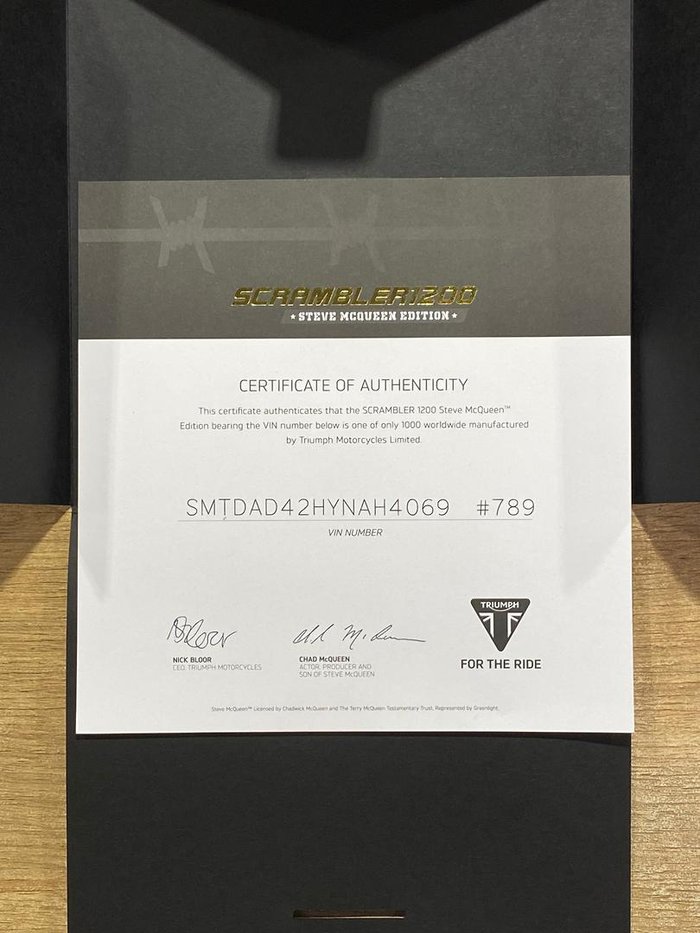 SCRAMBLER1200
★ STEVE MCQUEEN EDITION ★
CERTIFICATE OF AUTHENTICITY
This certificate authenticates that the SCRAMBLER 1200 Steve McQueen™
Edition bearing the VIN number below is one of only 1000 worldwide manufactured
by Triumph Motorcycles Limited.
SMTDAD42HYNAH4069 #789
VIN NUMBER
NICK BLOOR
CEO, TRIUMPH MOTORCYCLES
CHAD McQUEEN
ACTOR, PRODUCER AND
SON OF STEVE McQUEEN
TRIUMPH
FOR THE RIDE
Steve McQueen™ Licensed by Chadwick McQueen and The Terry McQueen Testamentary Trust, Represented by Greenlight.